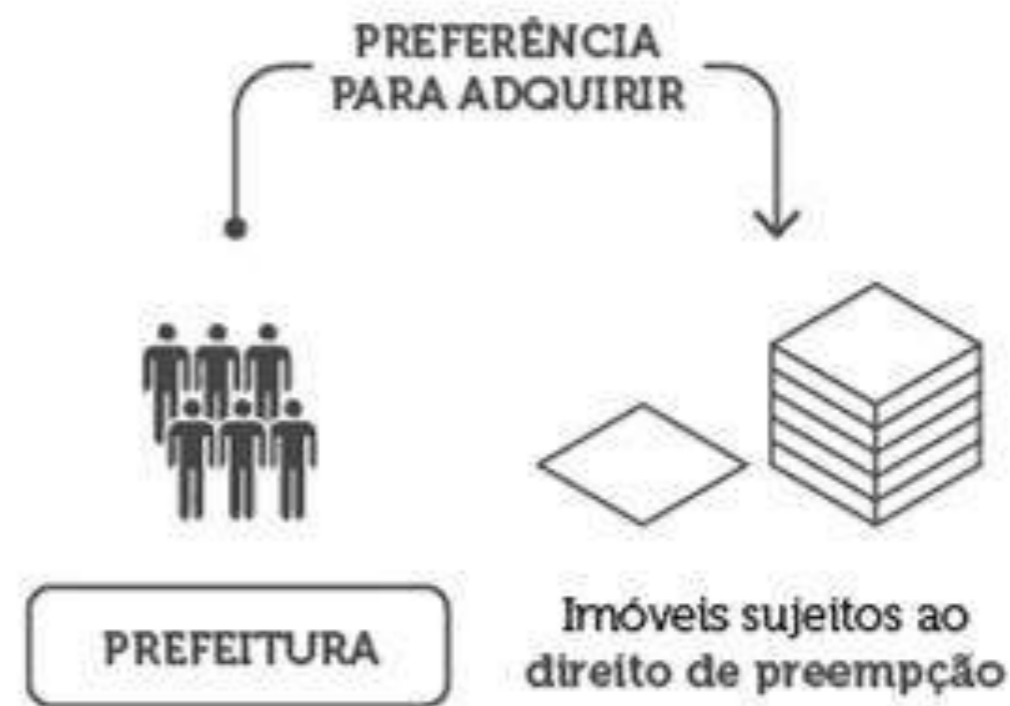 PREFERÊNCIA
PARA ADQUIRIR
PREFEITURA
Imóveis sujeitos ao
direito de preempção